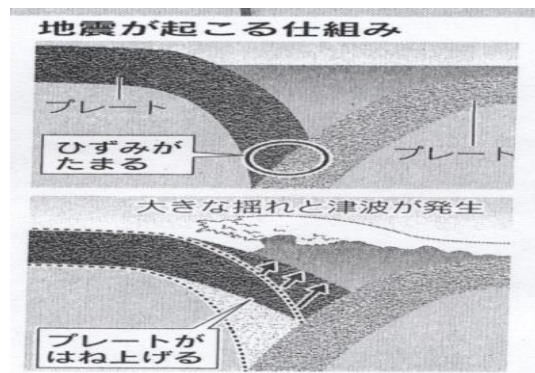 地震が起こる仕組み
プレート
ひずみが
たまる
プレート
大きな揺れと津波が発生
プレートが
はね上げる